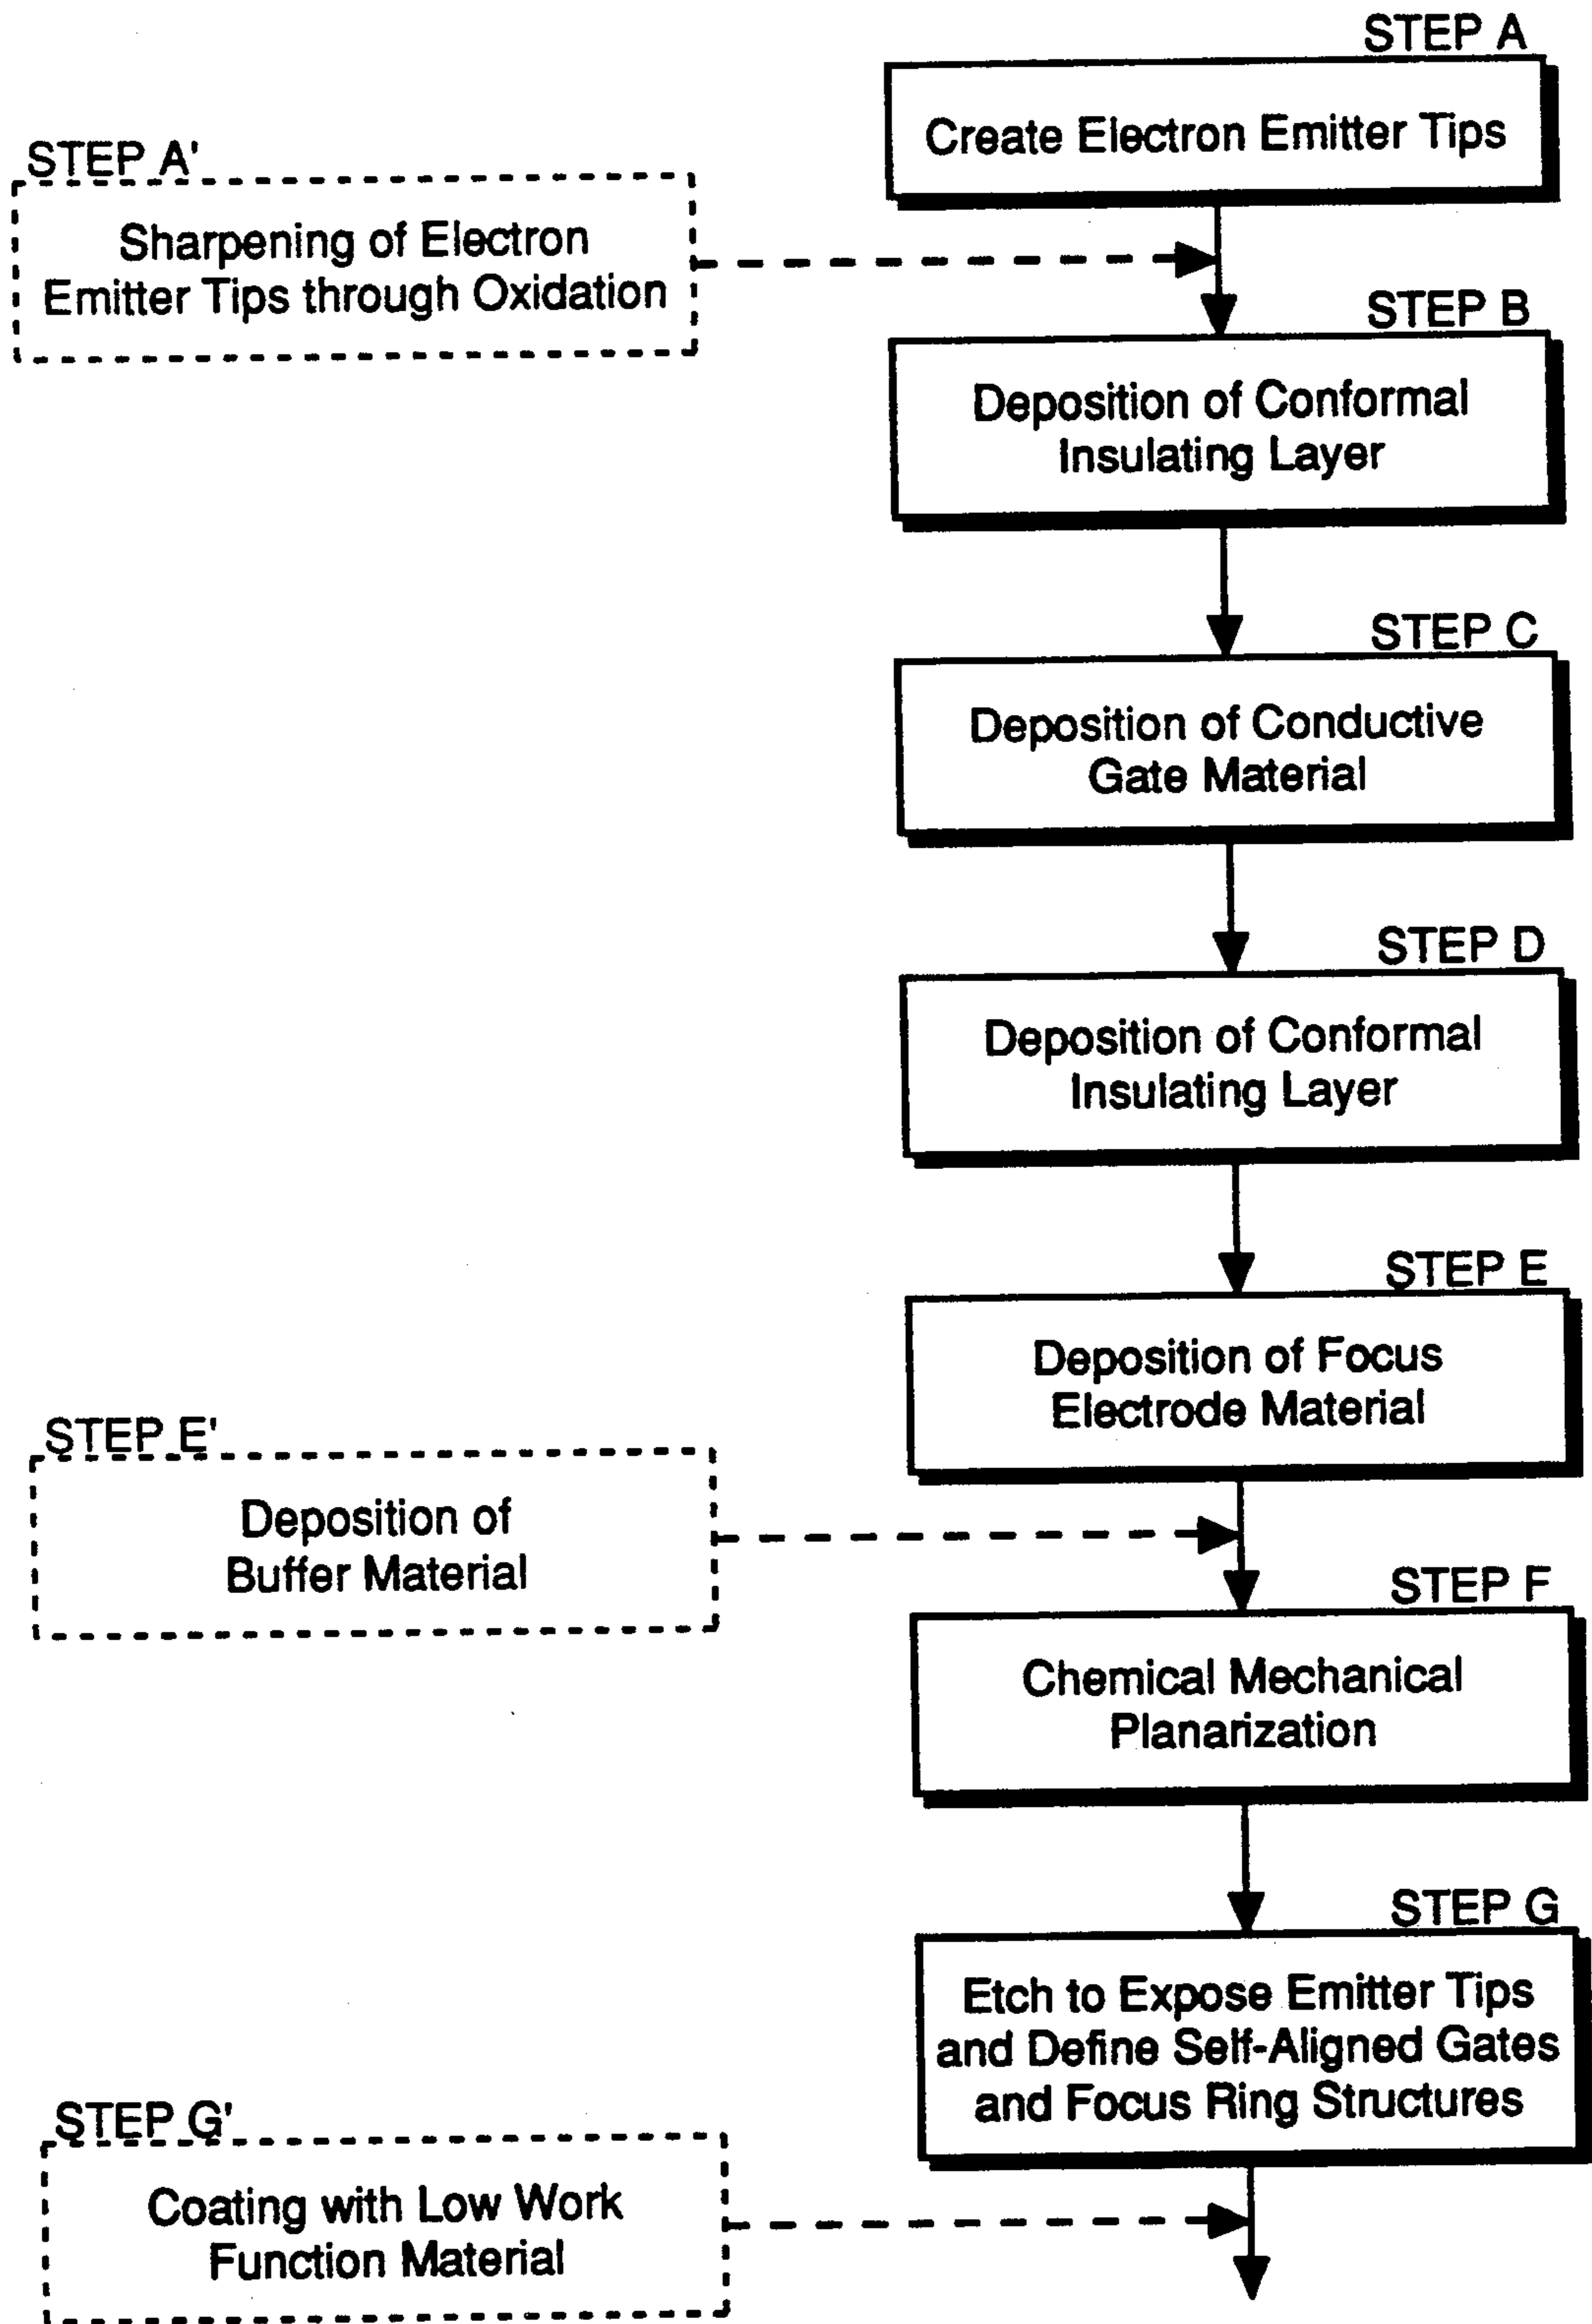 STEP A
Create Electron Emitter Tips
STEP A'
Sharpening of Electron
Emitter Tips through Oxidation
STEP B
Deposition of Conformal
Insulating Layer
STEP C
Deposition of Conductive
Gate Material
STEP D
Deposition of Conformal
Insulating Layer
STEP E
Deposition of Focus
Electrode Material
STEP E'
Deposition of
Buffer Material
STEP F
Chemical Mechanical
Planarization
STEP G
Etch to Expose Emitter Tips
and Define Self-Aligned Gates
and Focus Ring Structures
STEP G'
Coating with Low Work
Function Material